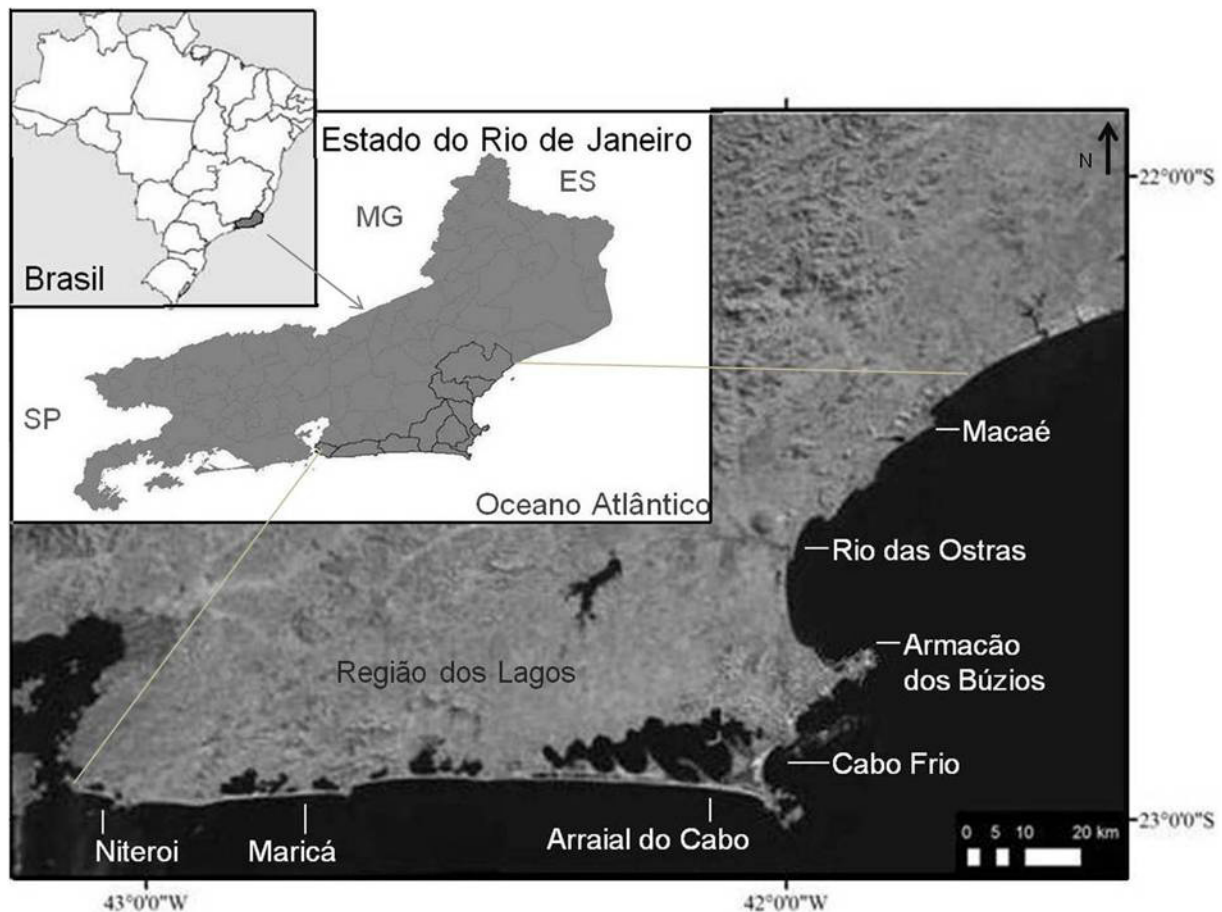 Brasil
Estado do Rio de Janeiro
ES
MG
SP
Oceano Atlântico
N
22°0'0"S
Macaé
Rio das Ostras
Armacão
dos Búzios
Região dos Lagos
Cabo Frio
Niteroi
Maricá
Arraial do Cabo
0 5 10 20 km
23°0'0"S
43°0'0"W
42°0'0"W